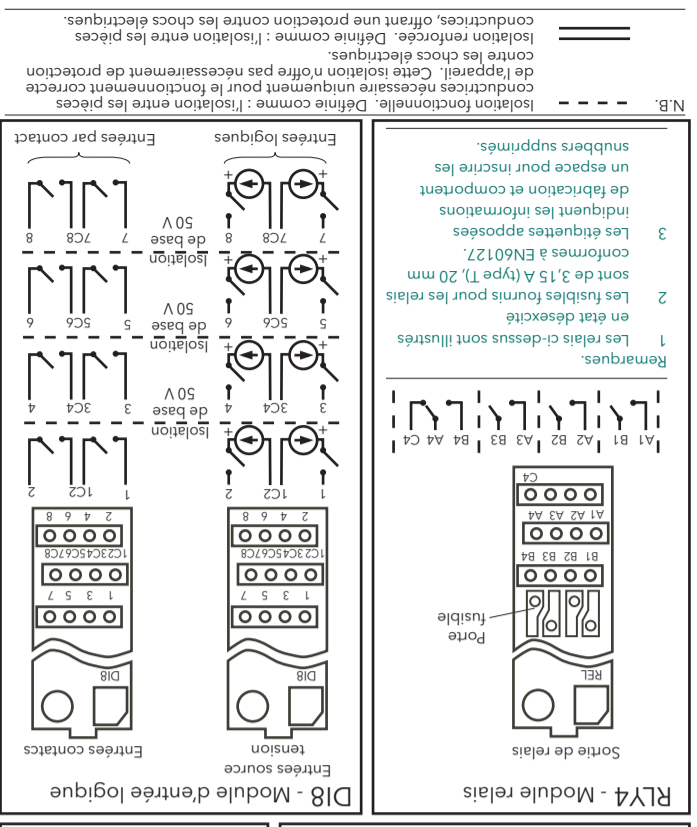 RLY4 - Module relais
Sortie de relais
REL
Porte
fusible
B1 B2 B3 B4
A1 A2 A3 A4
C4
A1 B1 A2 B2 A3 B3 B4 A4 C4
Remarques.
1 Les relais ci-dessus sont illustrés
en état désexcité
2 Les fusibles fournis pour les relais
sont de 3,15 A (type T), 20 mm
conformes à EN60127.
3 Les étiquettes apposées
indiquent les informations
de fabrication et comportent
un espace pour inscrire les
snubbers supprimés.
DI8 - Module d'entrée logique
Entrées source
tension
Entrées contatcs
DI8
DI8
1 3 5 7
1 3 5 7
1C2 3C4 5C6 7C8
1C2 3C4 5C6 7C8
2 4 6 8
2 4 6 8
1 1C2 2
1 1C2 2
Isolation
de base
50 V
3 3C4 4
3 3C4 4
Isolation
de base
50 V
5 5C6 6
5 5C6 6
Isolation
de base
50 V
7 7C8 8
7 7C8 8
+ +
+ +
+ +
+ +
Entrées logiques
Entrées par contact
N.B. Isolation fonctionnelle. Définie comme : l'isolation entre les pièces
conductrices nécessaire uniquement pour le fonctionnement correcte
de l'appareil. Cette isolation n'offre pas nécessairement de protection
contre les chocs électriques.
Isolation renforcée. Définie comme : l'isolation entre les pièces
conductrices, offrant une protection contre les chocs électriques.